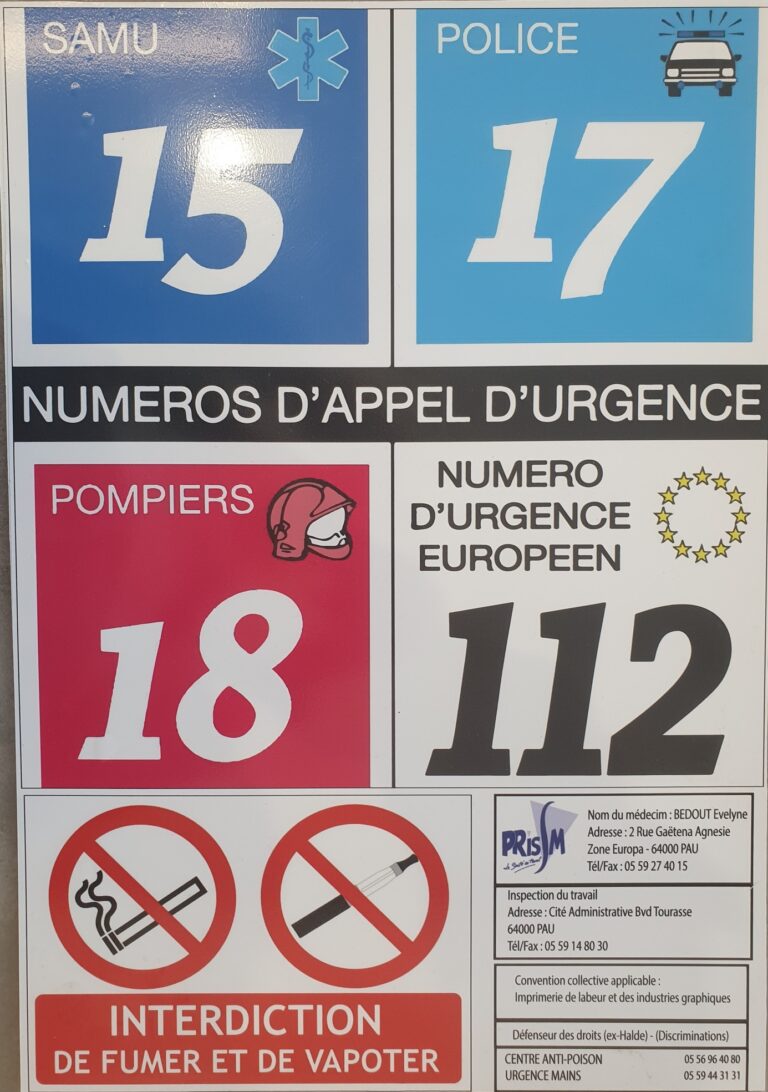 SAMU
15
POLICE
17
NUMEROS D'APPEL D'URGENCE
POMPIERS
18
NUMERO
D'URGENCE
EUROPEEN
112
INTERDICTION
DE FUMER ET DE VAPOTER
PRisSM
Nom du médecim : BEDOUT Evelyne
Adresse : 2 Rue Gaëtena Agnesie
Zone Europa - 64000 PAU
Tél/Fax : 05 59 27 40 15
Inspection du travail
Adresse : Cité Administrative Bvd Tourasse
64000 PAU
Tél/Fax : 05 59 14 80 30
Convention collective applicable :
Imprimerie de labeur et des industries graphiques
Défenseur des droits (ex-Halde) - (Discriminations)
CENTRE ANTI-POISON 05 56 96 40 80
URGENCE MAINS 05 59 44 31 31